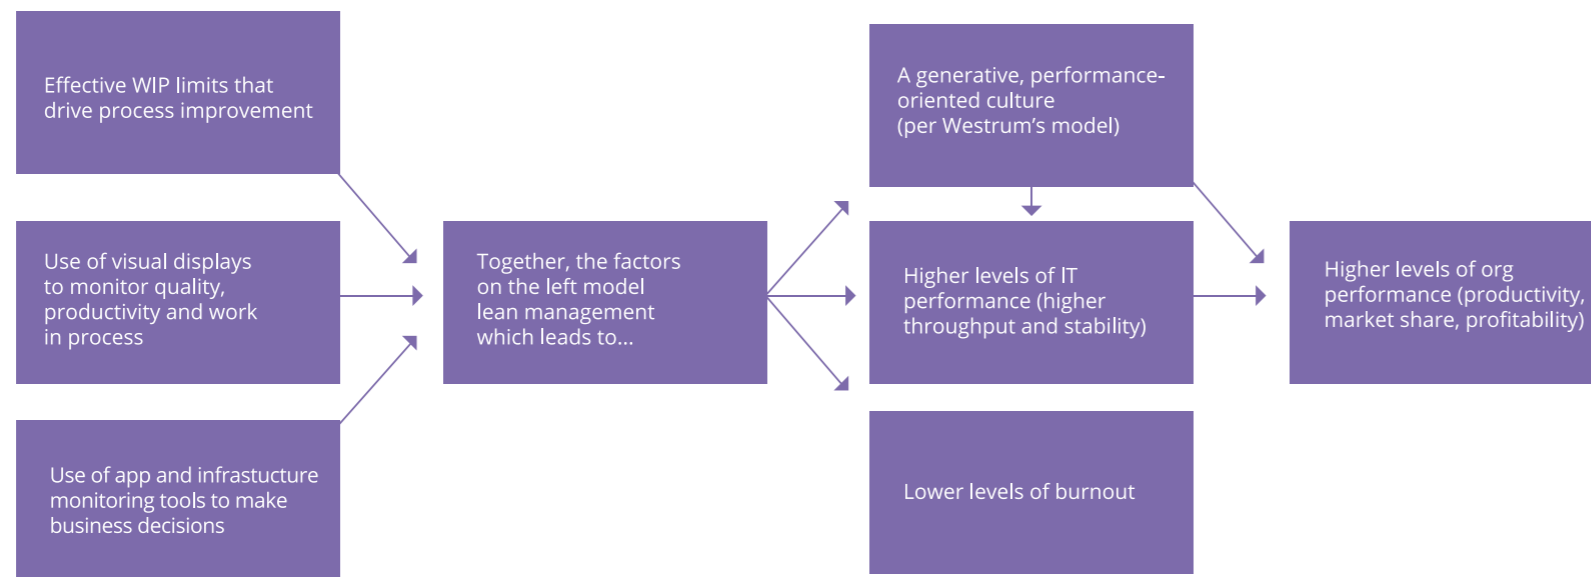 Effective WIP limits that
drive process improvement
Use of visual displays
to monitor quality,
productivity and work
in process
Use of app and infrastucture
monitoring tools to make
business decisions
Together, the factors
on the left model
lean management
which leads to...
A generative, performance-
oriented culture
(per Westrum’s model)
Higher levels of IT
performance (higher
throughput and stability)
Lower levels of burnout
Higher levels of org
performance (productivity,
market share, profitability)